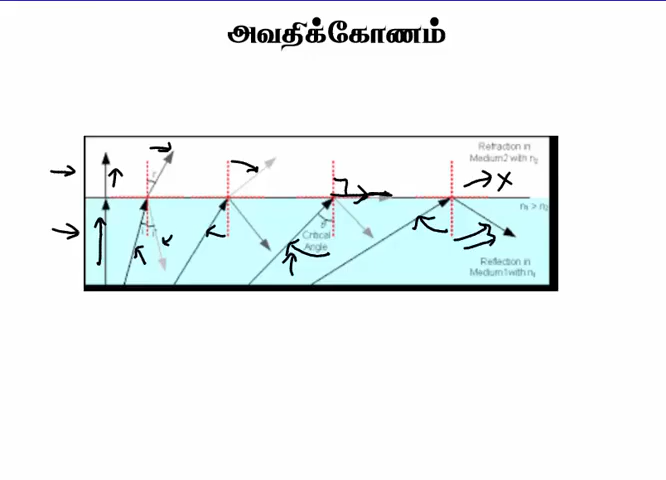 அவதிக்கோணம்
Refraction in
Medium2 with n₂
r
n₁ > n₂
i
θ
Critical
Angle
Reflection in
Medium1 with n₁
X